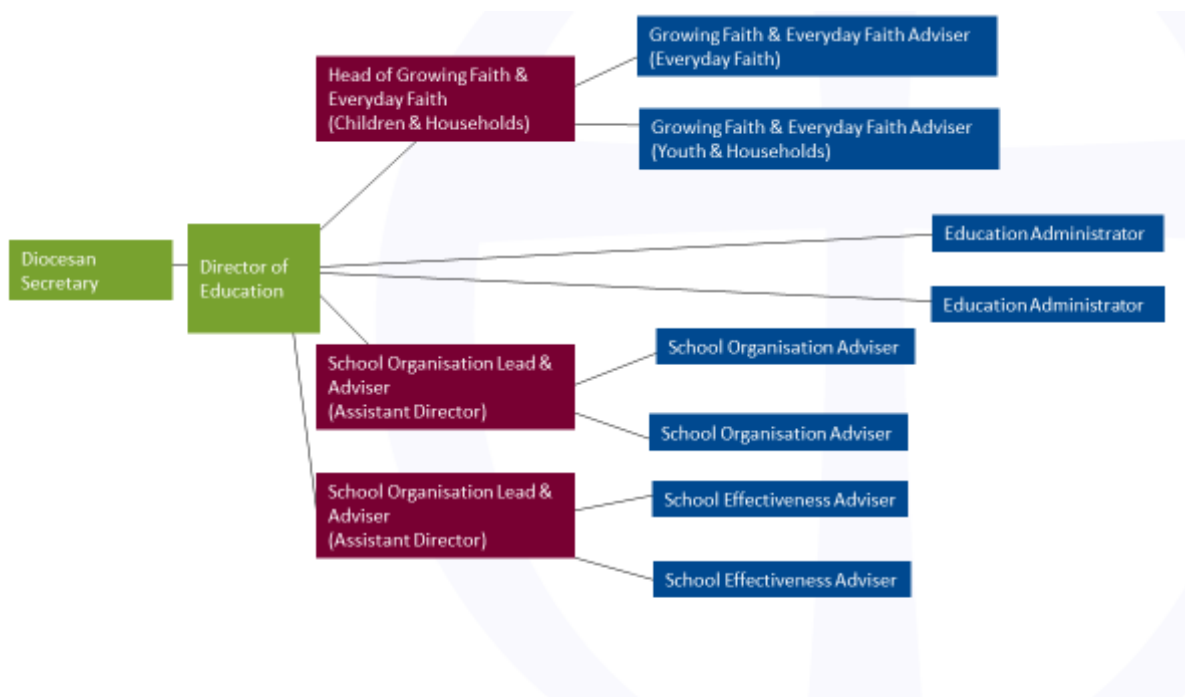 Growing Faith & Everyday Faith Adviser
(Everyday Faith)
Head of Growing Faith &
Everyday Faith
(Children & Households)
Growing Faith & Everyday Faith Adviser
(Youth & Households)
Education Administrator
Diocesan
Secretary
Director of
Education
Education Administrator
School Organisation Lead &
Adviser
(Assistant Director)
School Organisation Adviser
School Organisation Adviser
School Organisation Lead &
Adviser
(Assistant Director)
School Effectiveness Adviser
School Effectiveness Adviser